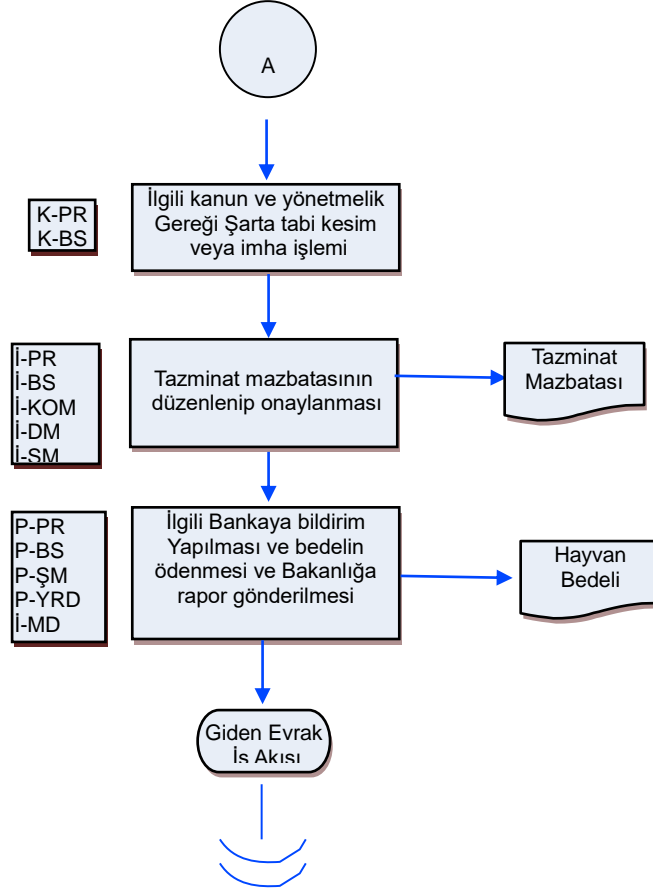 A
K-PR
K-BS
İlgili kanun ve yönetmelik
Gereği Şarta tabi kesim
veya imha işlemi
İ-PR
İ-BS
İ-KOM
İ-DM
İ-SM
Tazminat mazbatasının
düzenlenip onaylanması
Tazminat
Mazbatası
P-PR
P-BS
P-ŞM
P-YRD
İ-MD
İlgili Bankaya bildirim
Yapılması ve bedelin
ödenmesi ve Bakanlığa
rapor gönderilmesi
Hayvan
Bedeli
Giden Evrak
İş Akışı